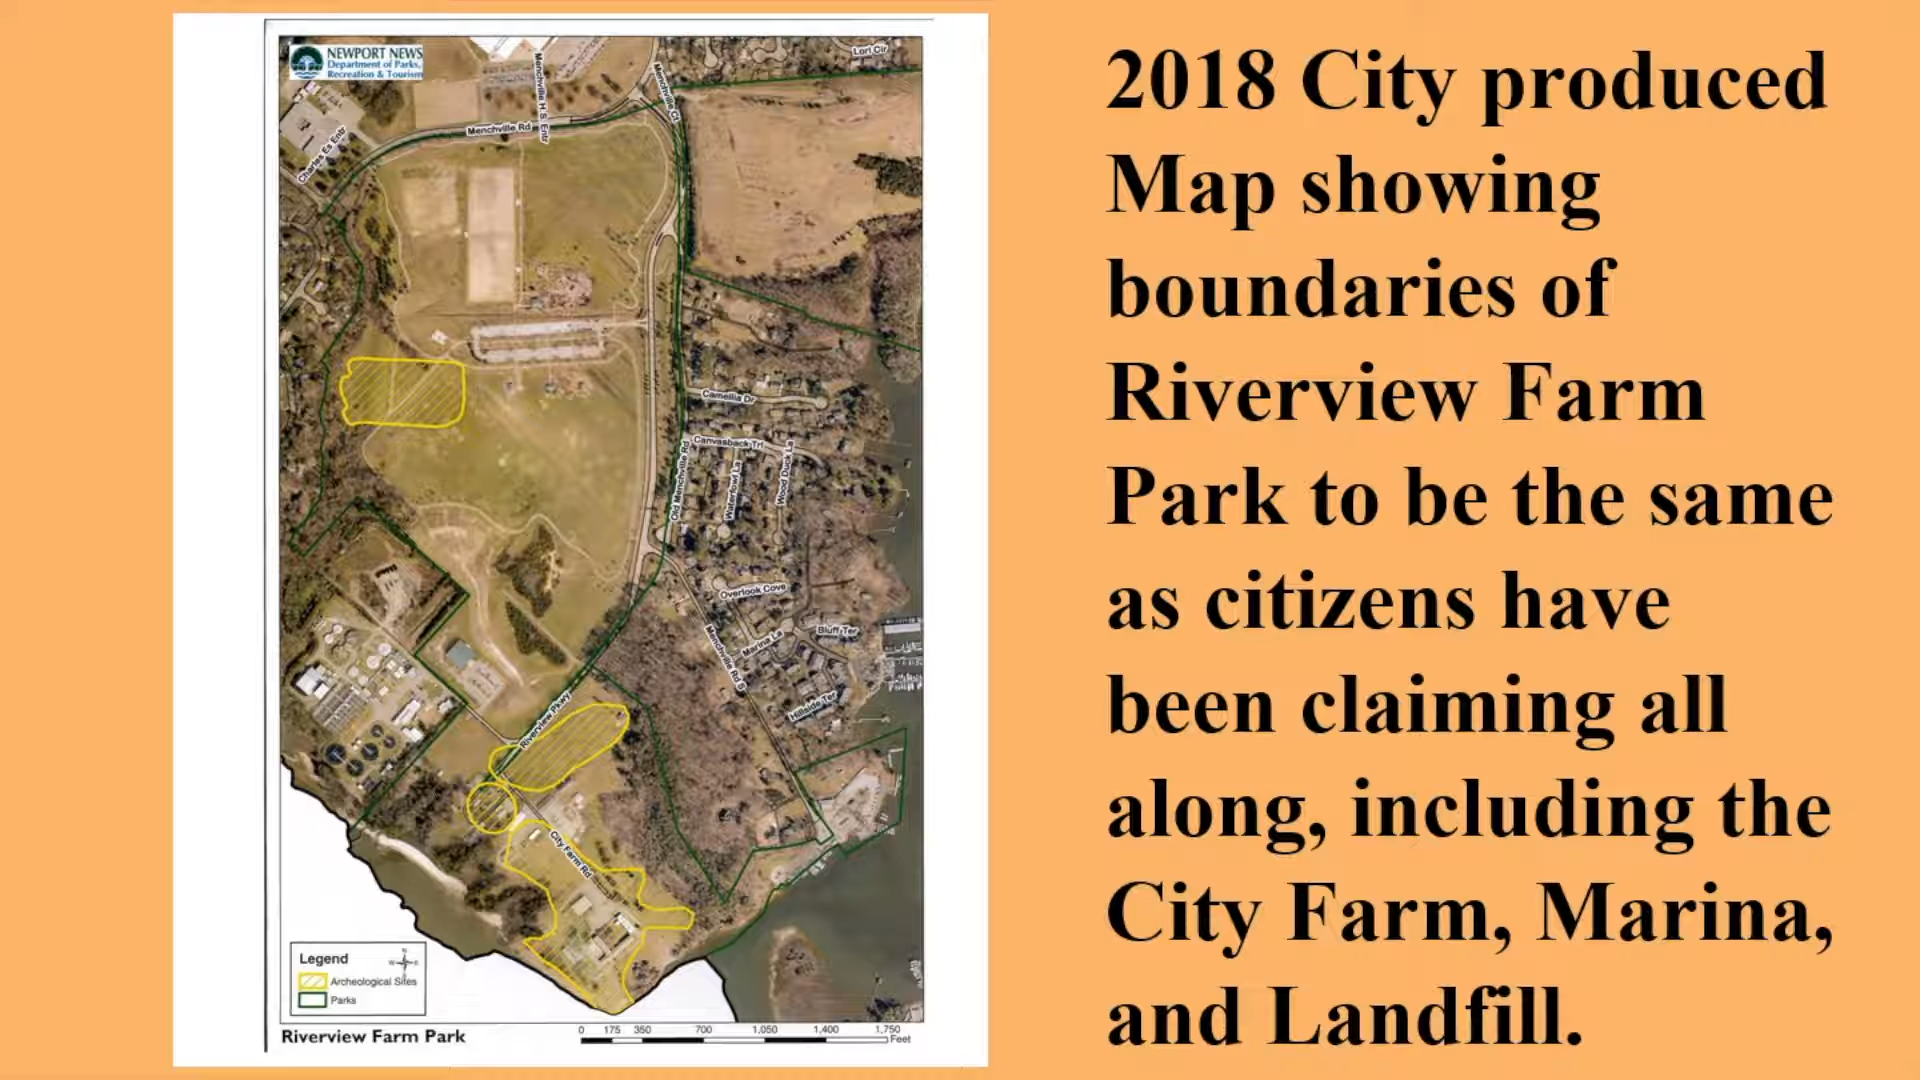 NEWPORT NEWS
Department of Parks,
Recreation & Tourism
Lori Cir
Menchville H S Entr
Menchville Ct
Menchville Rd
Charles Es Entr
Camellia Dr
Canvasback Trl
Old Menchville Rd
Waterfowl La
Wood Duck La
Overlook Cove
Marina La
Bluff Ter
Menchville Rd S
Hillside Ter
Riverview Pkwy
City Farm Rd
Legend
N
W E
S
Archeological Sites
Parks
Riverview Farm Park
0 175 350 700 1,050 1,400 1,750
Feet
2018 City produced
Map showing
boundaries of
Riverview Farm
Park to be the same
as citizens have
been claiming all
along, including the
City Farm, Marina,
and Landfill.